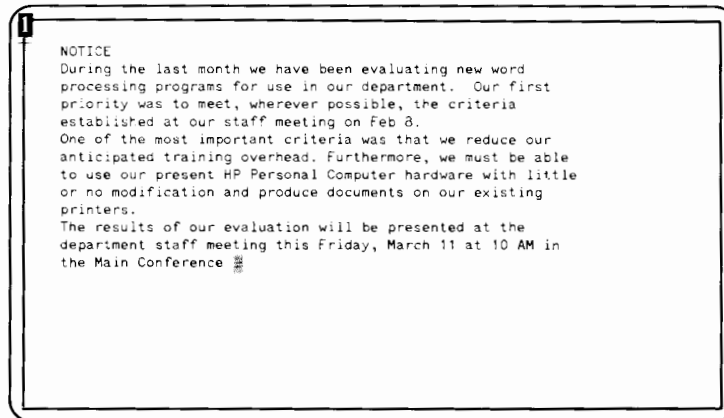 1
NOTICE
During the last month we have been evaluating new word
processing programs for use in our department.  Our first
priority was to meet, wherever possible, the criteria
established at our staff meeting on Feb 8.
One of the most important criteria was that we reduce our
anticipated training overhead. Furthermore, we must be able
to use our present HP Personal Computer hardware with little
or no modification and produce documents on our existing
printers.
The results of our evaluation will be presented at the
department staff meeting this Friday, March 11 at 10 AM in
the Main Conference